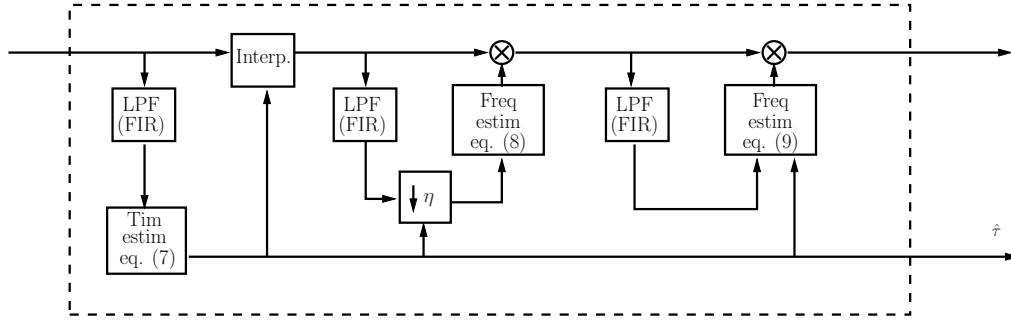 Interp.
LPF
(FIR)
LPF
(FIR)
Freq
estim
eq. (8)
LPF
(FIR)
Freq
estim
eq. (9)
η
Tim
estim
eq. (7)
τ̂